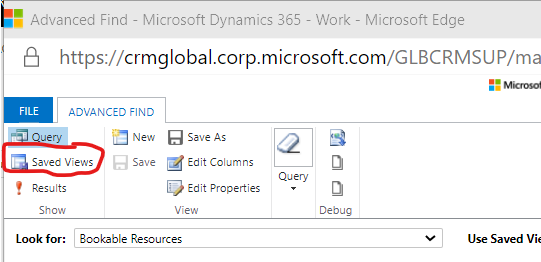 Advanced Find - Microsoft Dynamics 365 - Work - Microsoft Edge
https://crmglobal.corp.microsoft.com/GLBCRMSUP/ma
Microsof
FILE ADVANCED FIND
Query New Save As
Saved Views Save Edit Columns
Results Edit Properties Query
Show View Debug
Look for: Bookable Resources Use Saved Vie